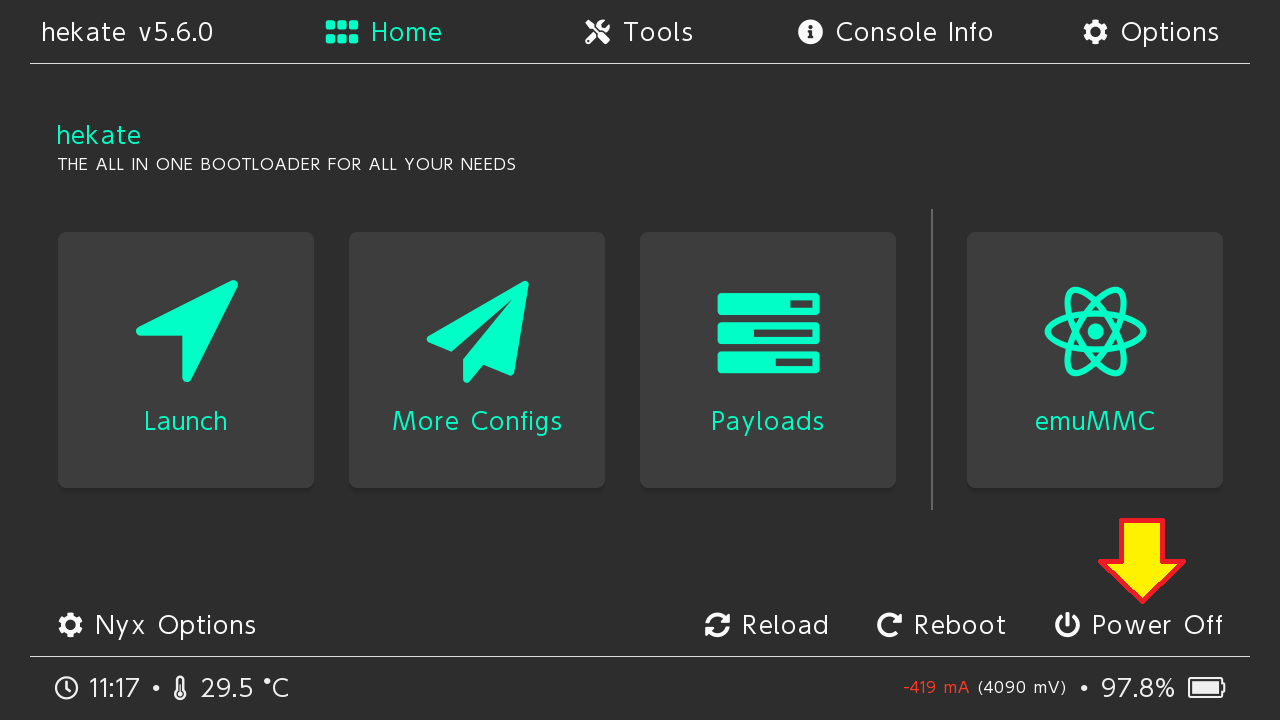 hekate v5.6.0 Home Tools Console Info Options
hekate
THE ALL IN ONE BOOTLOADER FOR ALL YOUR NEEDS
Launch More Configs Payloads emuMMC
Nyx Options Reload Reboot Power Off
11:17 • 29.5 °C -419 mA (4090 mV) • 97.8%